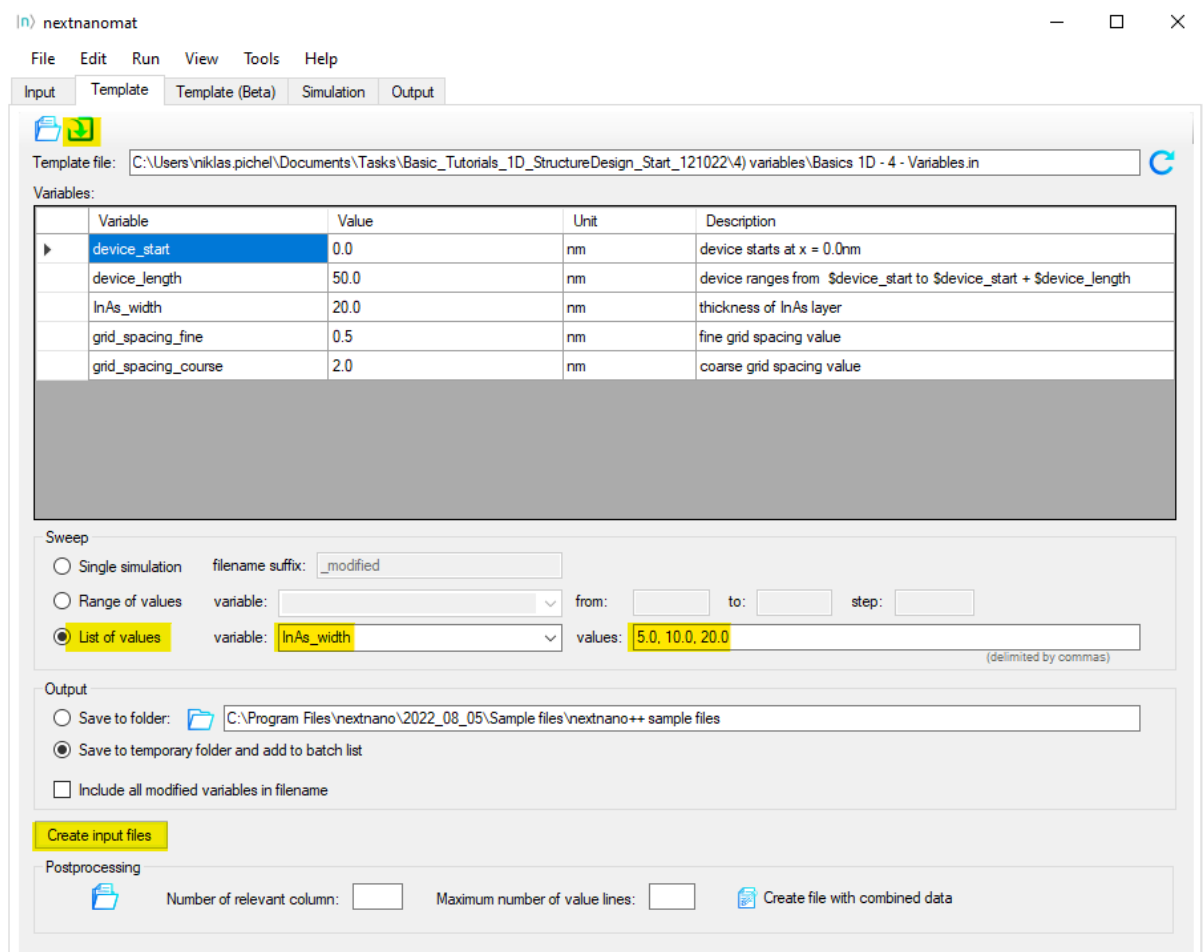 |n⟩ nextnanomat
File Edit Run View Tools Help
Input Template Template (Beta) Simulation Output
Template file: C:\Users\niklas.pichel\Documents\Tasks\Basic_Tutorials_1D_StructureDesign_Start_121022\4) variables\Basics 1D - 4 - Variables.in
Variables:
Variable Value Unit Description
device_start 0.0 nm device starts at x = 0.0nm
device_length 50.0 nm device ranges from $device_start to $device_start + $device_length
InAs_width 20.0 nm thickness of InAs layer
grid_spacing_fine 0.5 nm fine grid spacing value
grid_spacing_course 2.0 nm coarse grid spacing value
Sweep
Single simulation filename suffix: _modified
Range of values variable: from: to: step:
List of values variable: InAs_width values: 5.0, 10.0, 20.0
(delimited by commas)
Output
Save to folder: C:\Program Files\nextnano\2022_08_05\Sample files\nextnano++ sample files
Save to temporary folder and add to batch list
Include all modified variables in filename
Create input files
Postprocessing
Number of relevant column: Maximum number of value lines: Create file with combined data